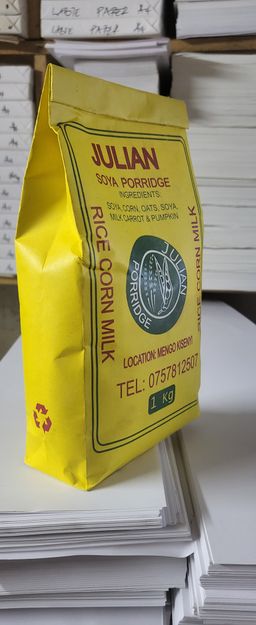 JULIAN
SOYA PORRIDGE
INGREDIENTS:
SOYA, CORN, OATS, SOYA,
MILK CARROT & PUMPKIN
RICE CORN MILK
JULIAN
PORRIDGE
RICE CORN MILK
LOCATION: MENGO KISENYI
TEL: 0757812507
1 Kg